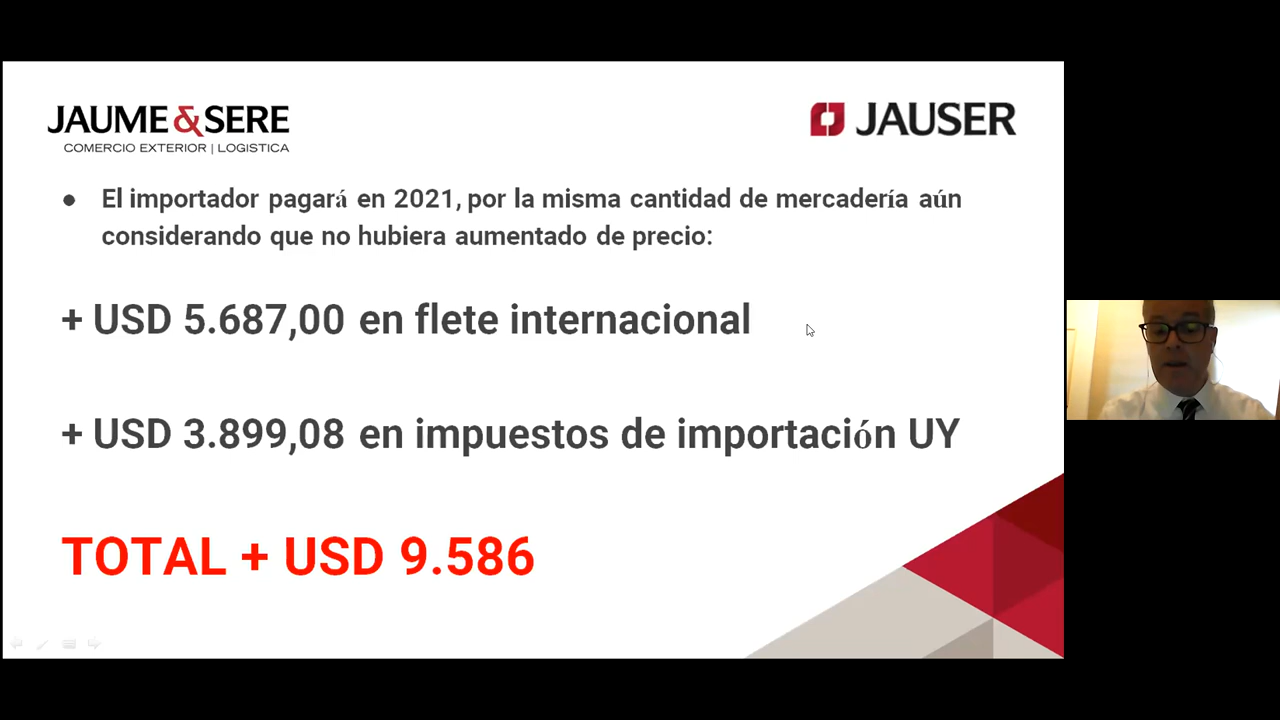 JAUME&SERE
COMERCIO EXTERIOR | LOGISTICA
JAUSER
● El importador pagará en 2021, por la misma cantidad de mercadería aún
considerando que no hubiera aumentado de precio:
+ USD 5.687,00 en flete internacional
+ USD 3.899,08 en impuestos de importación UY
TOTAL + USD 9.586